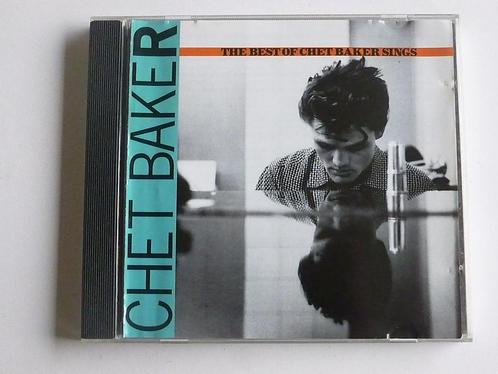 THE BEST OF CHET BAKER SINGS
CHET BAKER